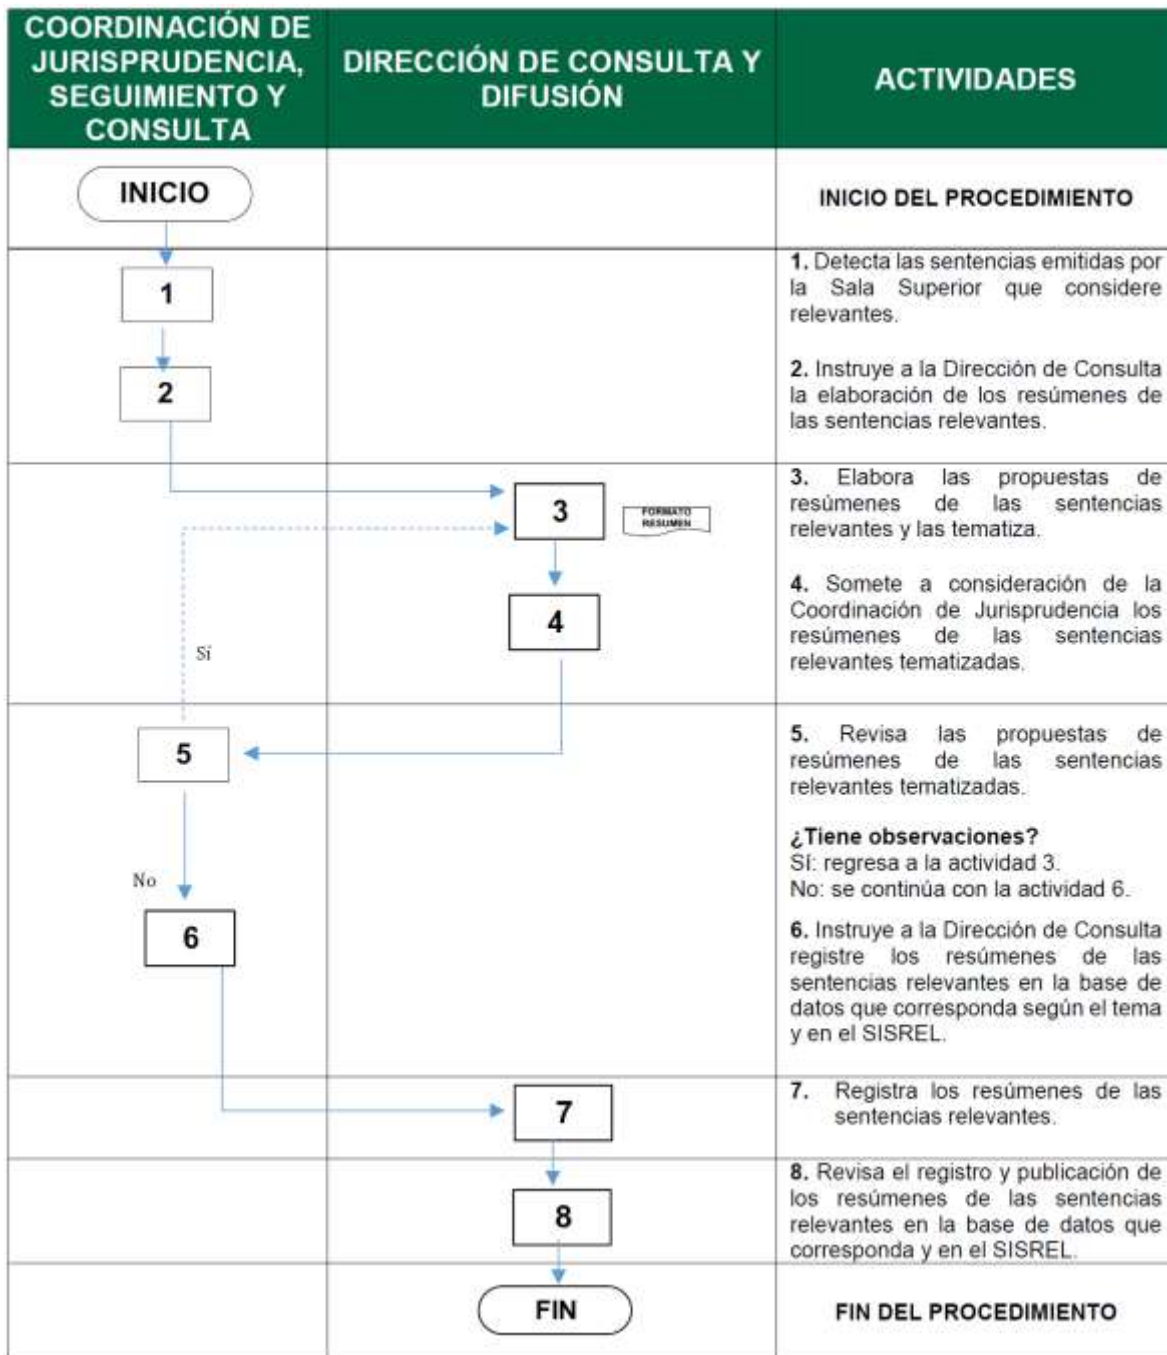 COORDINACIÓN DE
JURISPRUDENCIA,
SEGUIMIENTO Y
CONSULTA
DIRECCIÓN DE CONSULTA Y
DIFUSIÓN
ACTIVIDADES
INICIO
INICIO DEL PROCEDIMIENTO
1
2
1. Detecta las sentencias emitidas por
la Sala Superior que considere
relevantes.
2. Instruye a la Dirección de Consulta
la elaboración de los resúmenes de
las sentencias relevantes.
3
FORMATO
RESUMEN
4
Sí
3. Elabora las propuestas de
resúmenes de las sentencias
relevantes y las tematiza.
4. Somete a consideración de la
Coordinación de Jurisprudencia los
resúmenes de las sentencias
relevantes tematizadas.
5
No
6
5. Revisa las propuestas de
resúmenes de las sentencias
relevantes tematizadas.
¿Tiene observaciones?
Sí: regresa a la actividad 3.
No: se continúa con la actividad 6.
6. Instruye a la Dirección de Consulta
registre los resúmenes de las
sentencias relevantes en la base de
datos que corresponda según el tema
y en el SISREL.
7
7. Registra los resúmenes de las
sentencias relevantes.
8
8. Revisa el registro y publicación de
los resúmenes de las sentencias
relevantes en la base de datos que
corresponda y en el SISREL.
FIN
FIN DEL PROCEDIMIENTO